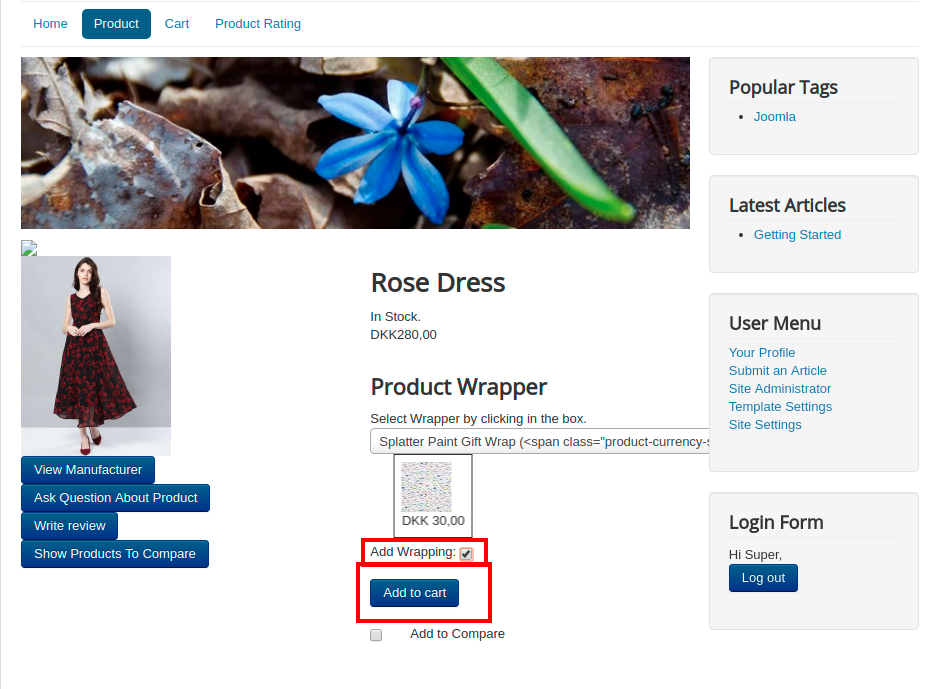 Home Product Cart Product Rating
Popular Tags
Joomla
Latest Articles
Getting Started
Rose Dress
In Stock.
DKK280,00
Product Wrapper
Select Wrapper by clicking in the box.
Splatter Paint Gift Wrap (<span class="product-currency-s
DKK 30,00
Add Wrapping:
Add to cart
Add to Compare
View Manufacturer
Ask Question About Product
Write review
Show Products To Compare
User Menu
Your Profile
Submit an Article
Site Administrator
Template Settings
Site Settings
Login Form
Hi Super,
Log out